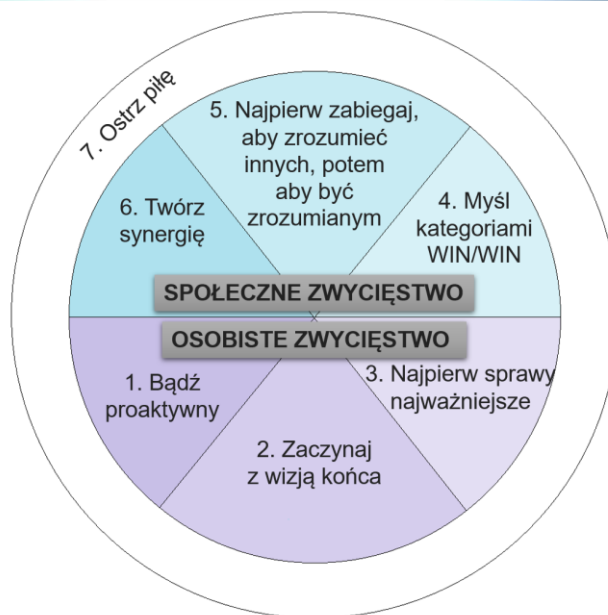 7. Ostrz piłę
5. Najpierw zabiegaj,
aby zrozumieć
innych, potem
aby być
zrozumianym
6. Twórz
synergię
4. Myśl
kategoriami
WIN/WIN
SPOŁECZNE ZWYCIĘSTWO
OSOBISTE ZWYCIĘSTWO
1. Bądź
proaktywny
2. Zaczynaj
z wizją końca
3. Najpierw sprawy
najważniejsze